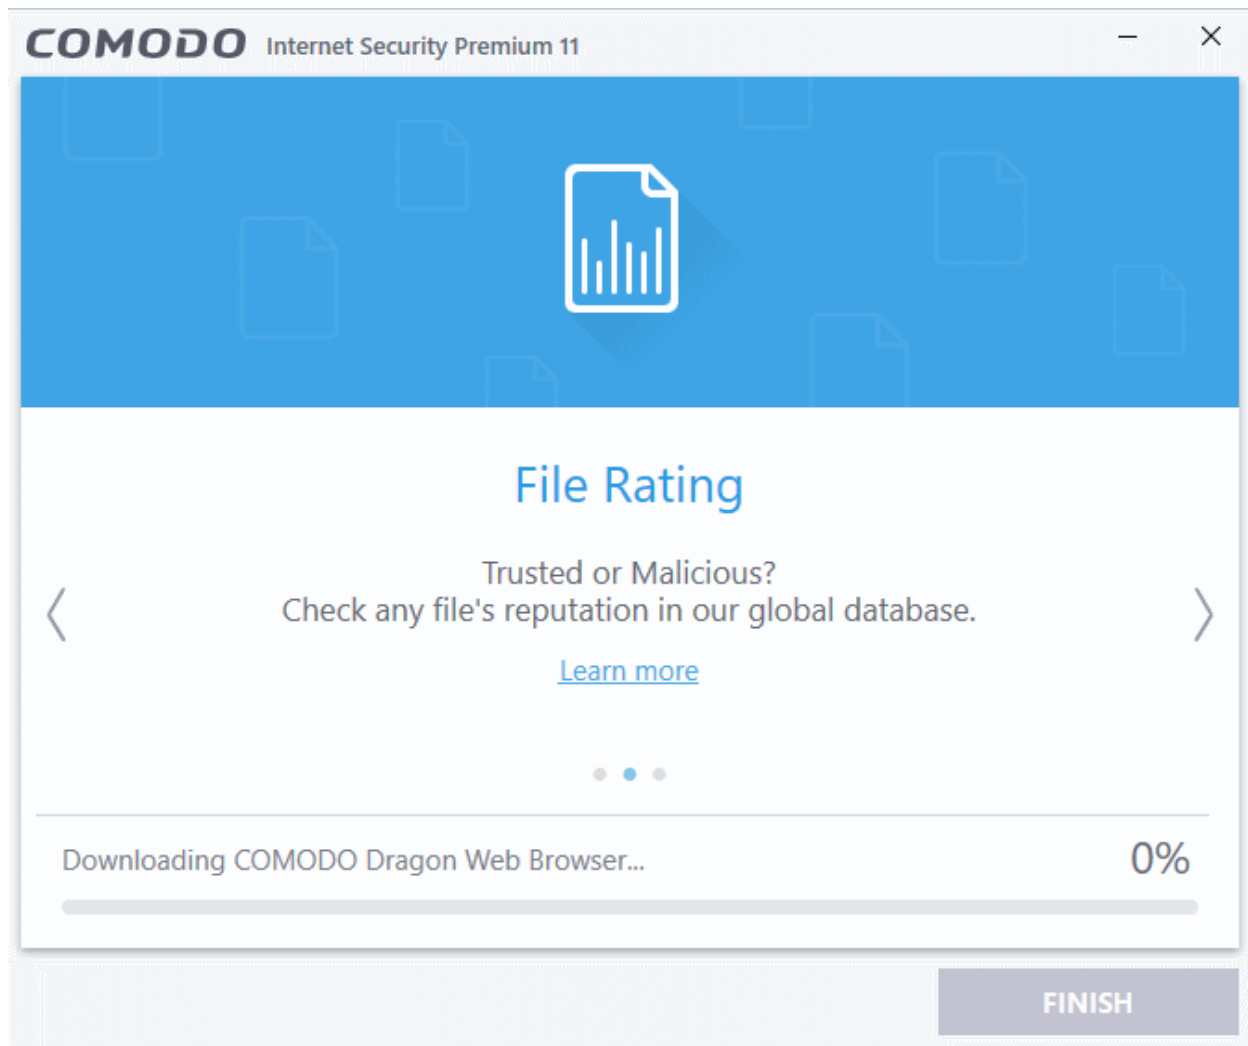 COMODO Internet Security Premium 11
File Rating
Trusted or Malicious?
Check any file's reputation in our global database.
Learn more
Downloading COMODO Dragon Web Browser... 0%
FINISH